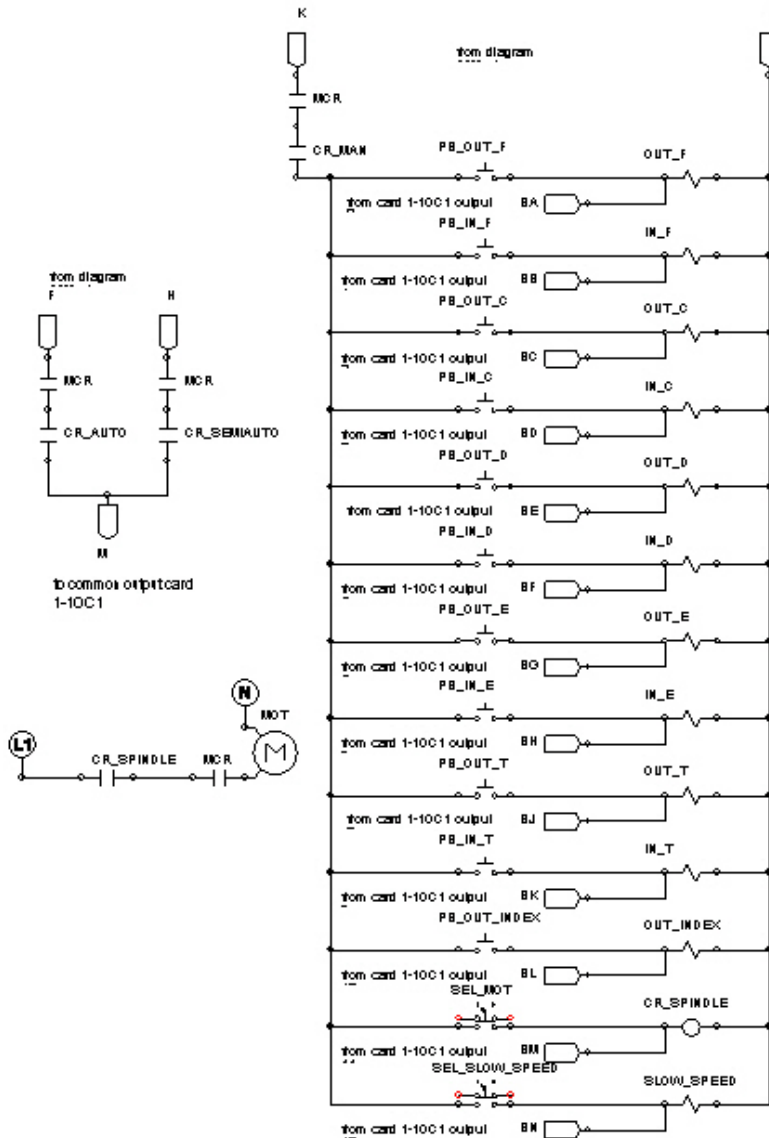 K
from diagram
MCR
CR_MAN
PB_OUT_F
OUT_F
from card 1-10C1 output
BA
PB_IN_F
IN_F
from card 1-10C1 output
BB
PB_OUT_C
OUT_C
from card 1-10C1 output
BC
PB_IN_C
IN_C
from card 1-10C1 output
BD
PB_OUT_D
OUT_D
from card 1-10C1 output
BE
PB_IN_D
IN_D
from card 1-10C1 output
BF
PB_OUT_E
OUT_E
from card 1-10C1 output
BG
PB_IN_E
IN_E
from card 1-10C1 output
BH
PB_OUT_T
OUT_T
from card 1-10C1 output
BJ
PB_IN_T
IN_T
from card 1-10C1 output
BK
PB_OUT_INDEX
OUT_INDEX
from card 1-10C1 output
BL
SEL_MOT
CR_SPINDLE
from card 1-10C1 output
BM
SEL_SLOW_SPEED
SLOW_SPEED
from card 1-10C1 output
BN
from diagram
F
H
MCR
MCR
CR_AUTO
CR_SEMIAUTO
M
to common output card
1-10C1
N
MOT
M
L1
CR_SPINDLE
MCR